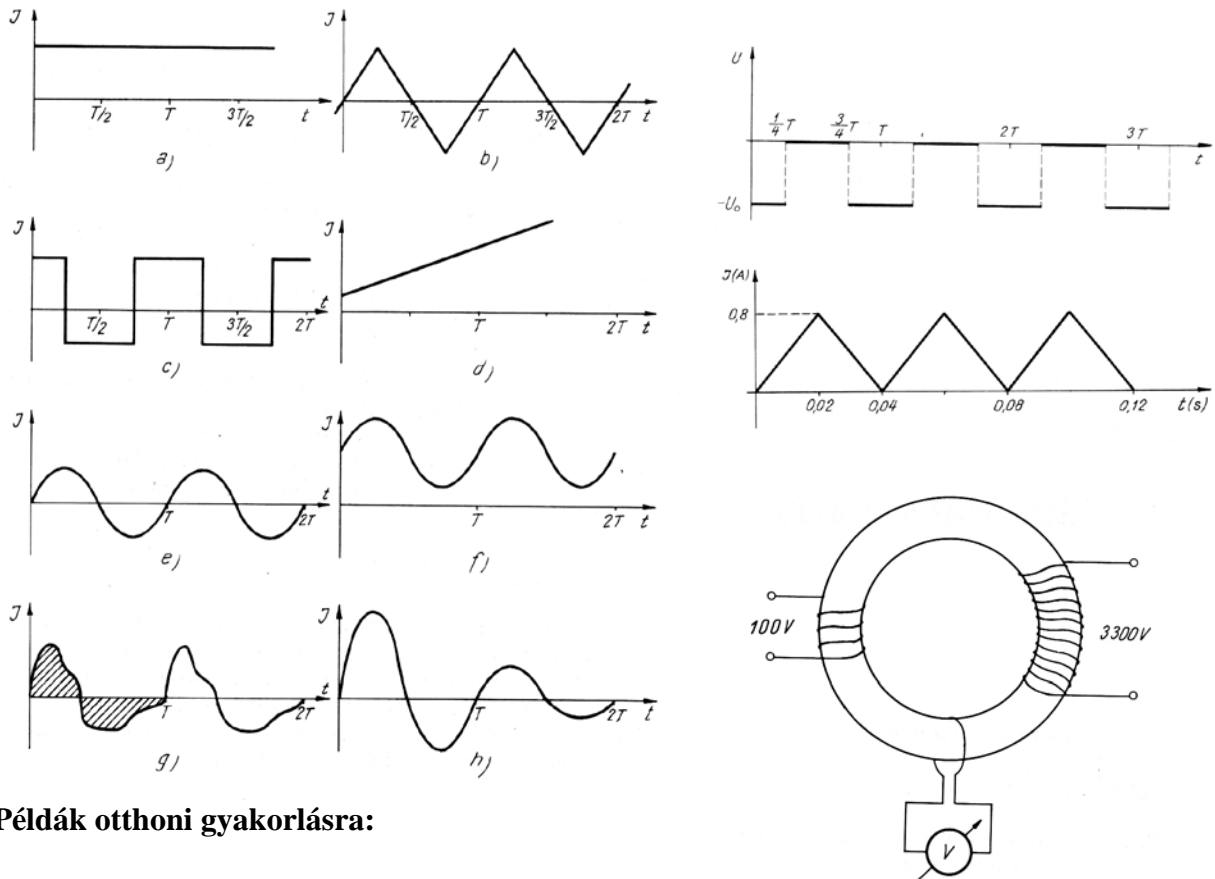 J
T/2 T 3T/2 t
a)
J
T/2 T 3T/2 2T t
b)
J
T/2 T 3T/2 2T t
c)
J
T 2T t
d)
J
T 2T t
e)
J
T 2T t
f)
J
T 2T t
g)
J
T 2T t
h)
Példák otthoni gyakorlásra:
U
1/4 T 3/4 T T 2T 3T
t
-U₀
J(A)
0,8
0,02 0,04 0,08 0,12 t(s)
100V 3300V
V